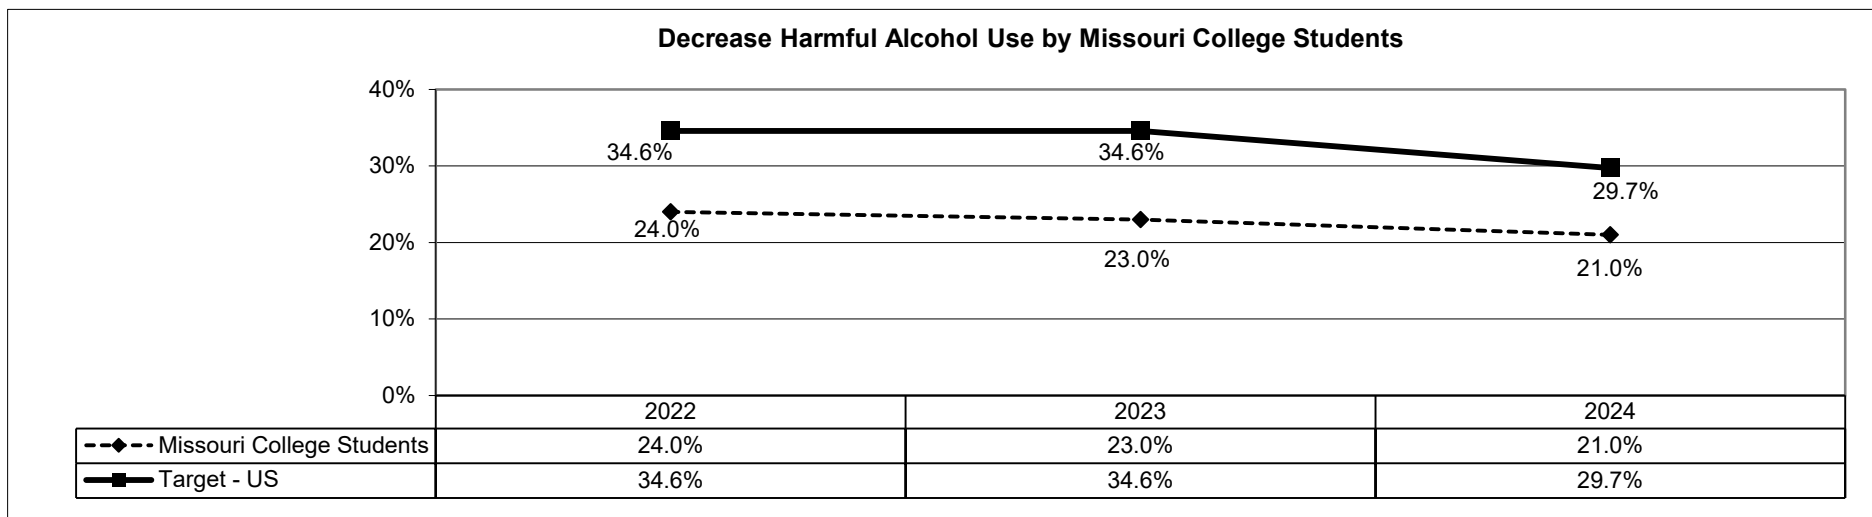 Decrease Harmful Alcohol Use by Missouri College Students
40%
34.6% 34.6%
30%
29.7%
24.0%
20%
23.0%
21.0%
10%
0%
2022 2023 2024
Missouri College Students 24.0% 23.0% 21.0%
Target - US 34.6% 34.6% 29.7%